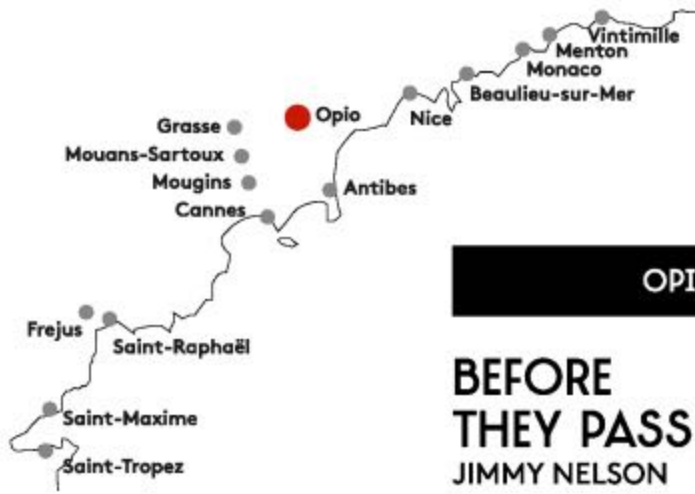 Vintimille
Menton
Monaco
Beaulieu-sur-Mer
Nice
Opio
Grasse
Mouans-Sartoux
Mougins
Antibes
Cannes
Frejus
Saint-Raphaël
Saint-Maxime
Saint-Tropez
OPI
BEFORE
THEY PASS
JIMMY NELSON